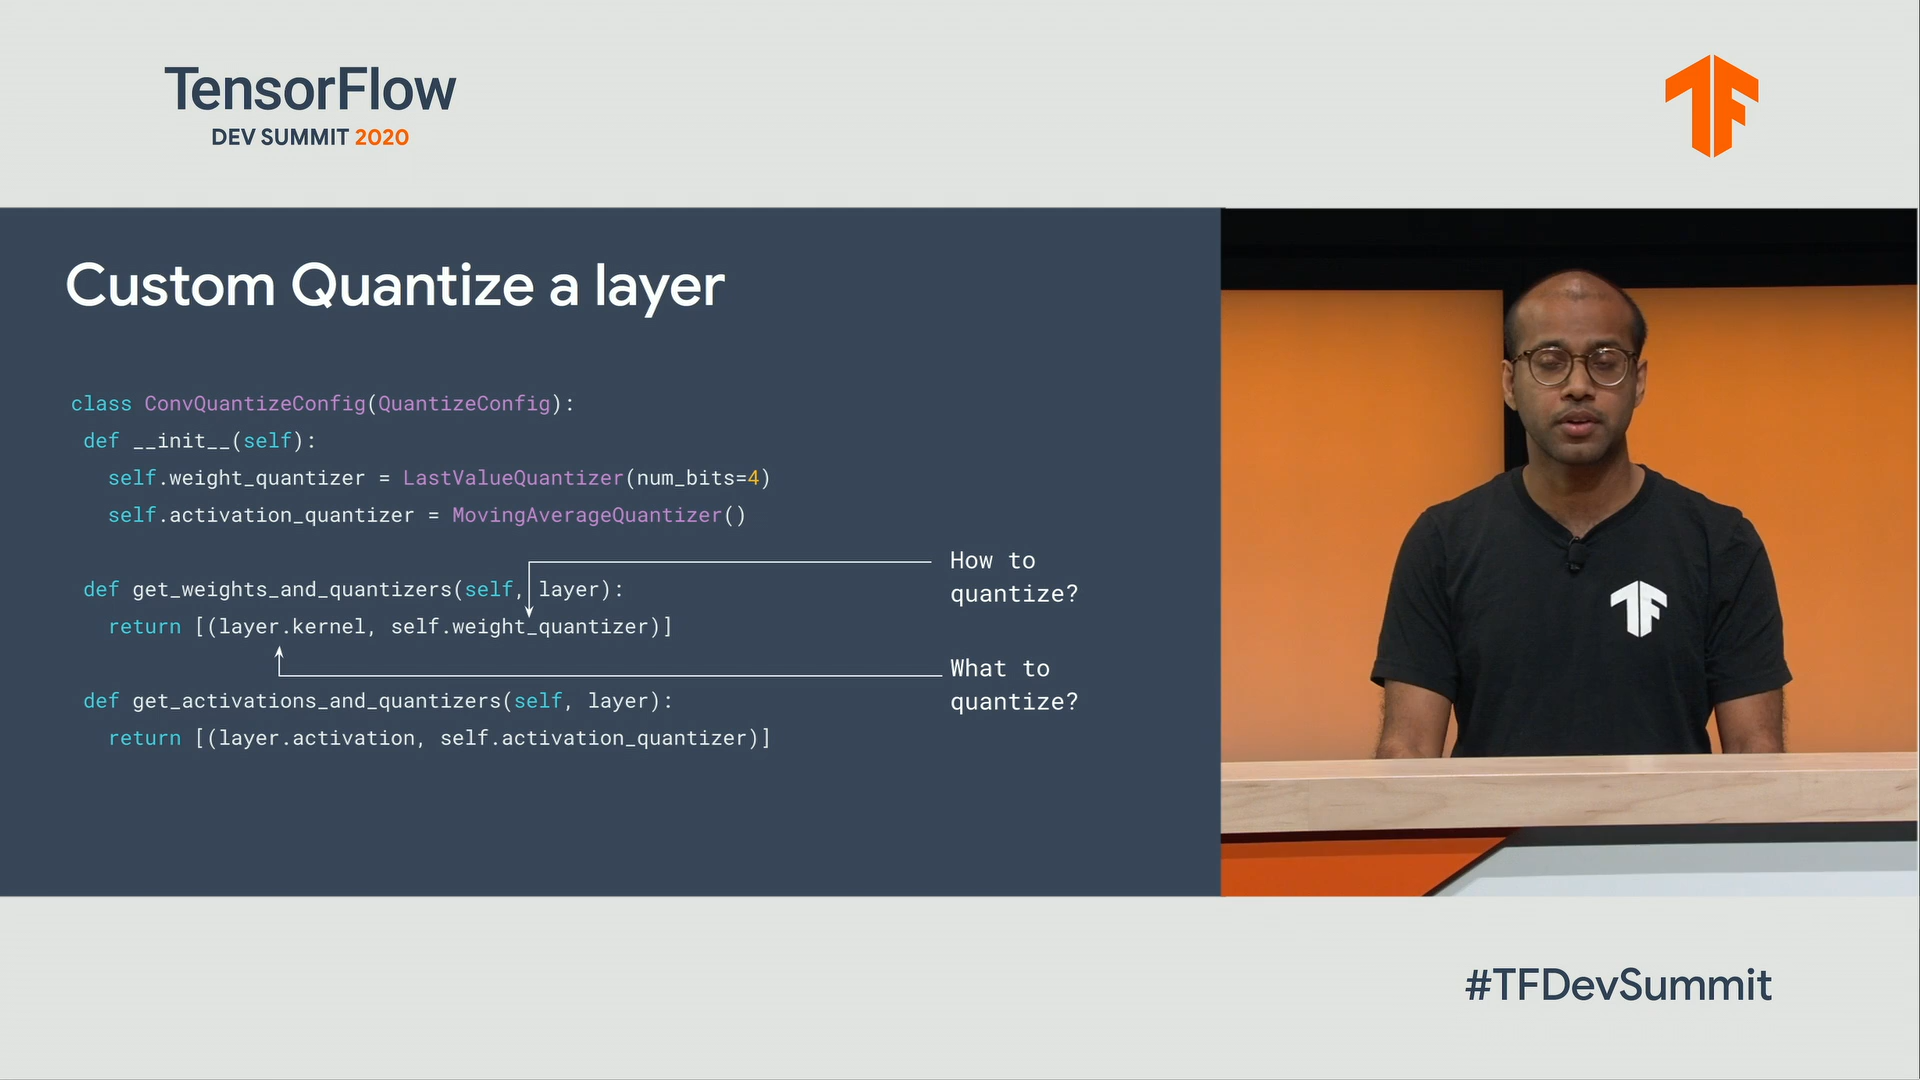 TensorFlow
DEV SUMMIT 2020
Custom Quantize a layer
class ConvQuantizeConfig(QuantizeConfig):
def __init__(self):
self.weight_quantizer = LastValueQuantizer(num_bits=4)
self.activation_quantizer = MovingAverageQuantizer()
How to
quantize?
def get_weights_and_quantizers(self, layer):
return [(layer.kernel, self.weight_quantizer)]
What to
quantize?
def get_activations_and_quantizers(self, layer):
return [(layer.activation, self.activation_quantizer)]
#TFDevSummit